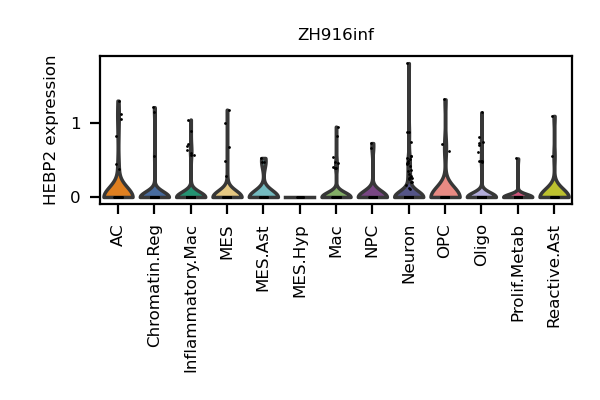 ZH916inf
HEBP2 expression
1
0
AC
Chromatin.Reg
Inflammatory.Mac
MES
MES.Ast
MES.Hyp
Mac
NPC
Neuron
OPC
Oligo
Prolif.Metab
Reactive.Ast